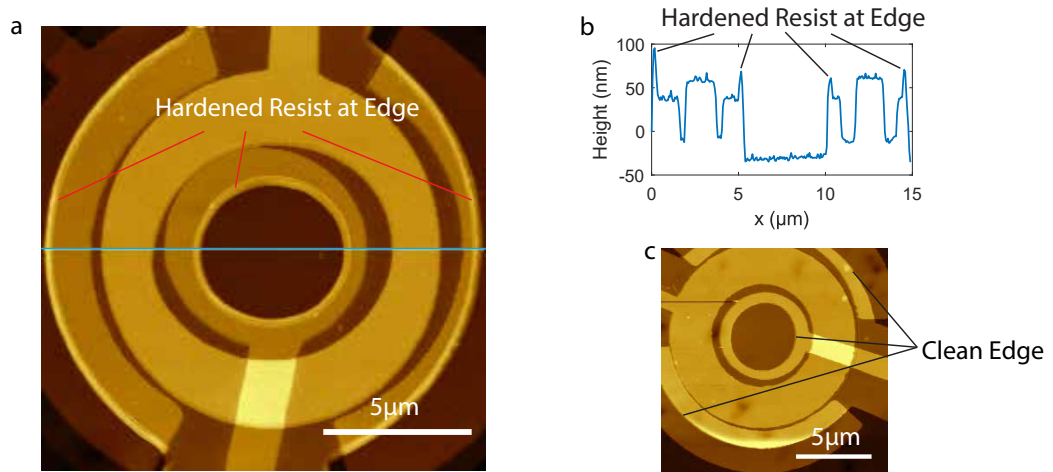 a
Hardened Resist at Edge
5µm
b
Hardened Resist at Edge
Height (nm)
100
50
0
-50
0
5
10
15
x (µm)
c
Clean Edge
5µm